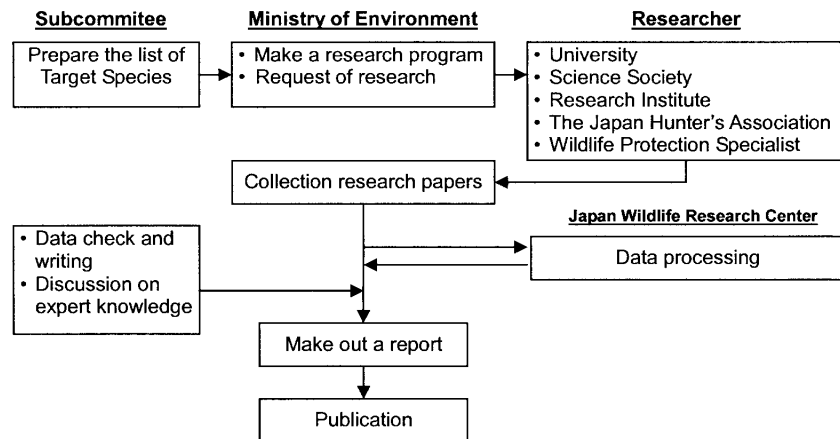 Subcommitee
Ministry of Environment
Researcher
Prepare the list of
Target Species
• Make a research program
• Request of research
• University
• Science Society
• Research Institute
• The Japan Hunter's Association
• Wildlife Protection Specialist
Collection research papers
Japan Wildlife Research Center
• Data check and
writing
• Discussion on
expert knowledge
Data processing
Make out a report
Publication